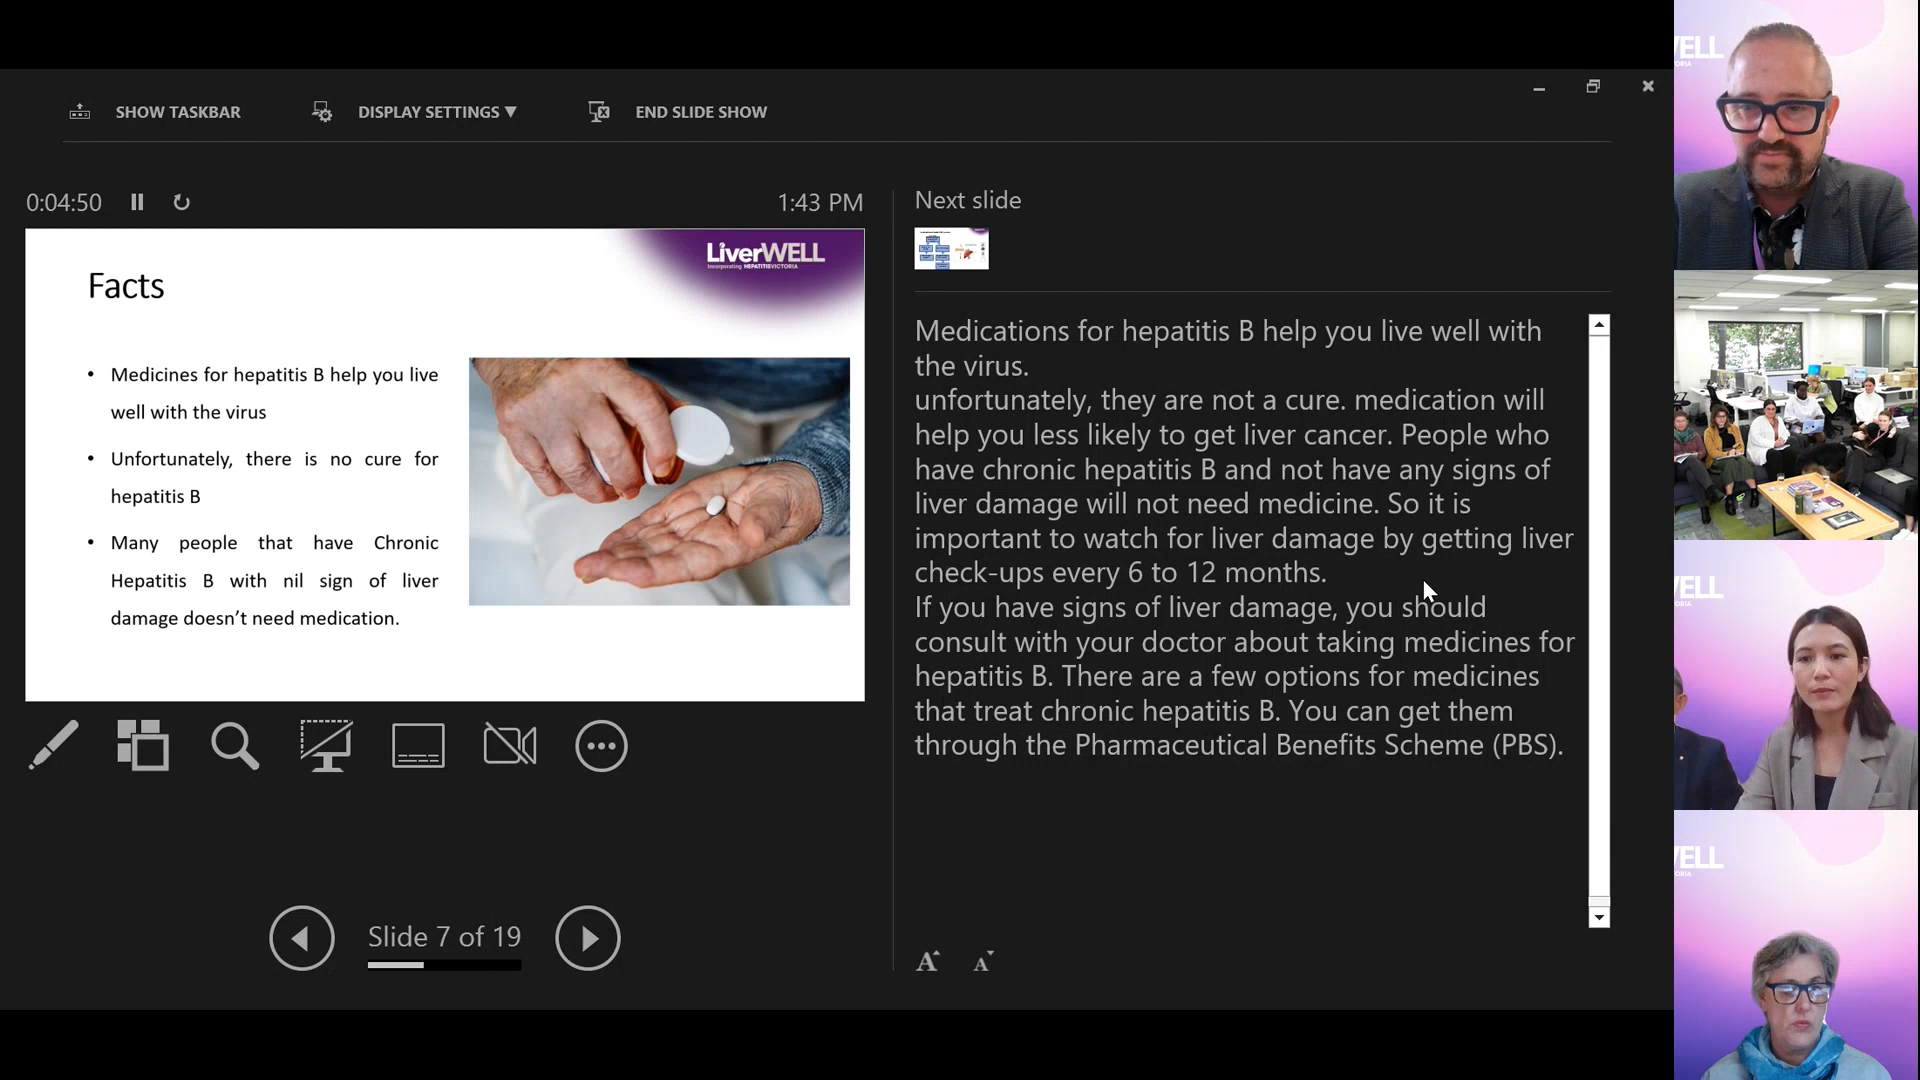 SHOW TASKBAR
DISPLAY SETTINGS ▼
END SLIDE SHOW
0:04:50
1:43 PM
LiverWELL
Incorporating HEPATITISVICTORIA
Facts
• Medicines for hepatitis B help you live
well with the virus
• Unfortunately, there is no cure for
hepatitis B
• Many people that have Chronic
Hepatitis B with nil sign of liver
damage doesn’t need medication.
Slide 7 of 19
Next slide
Medications for hepatitis B help you live well with
the virus.
unfortunately, they are not a cure. medication will
help you less likely to get liver cancer. People who
have chronic hepatitis B and not have any signs of
liver damage will not need medicine. So it is
important to watch for liver damage by getting liver
check-ups every 6 to 12 months.
If you have signs of liver damage, you should
consult with your doctor about taking medicines for
hepatitis B. There are a few options for medicines
that treat chronic hepatitis B. You can get them
through the Pharmaceutical Benefits Scheme (PBS).
A
A
WELL
ORIA
WELL
ORIA
WELL
ORIA